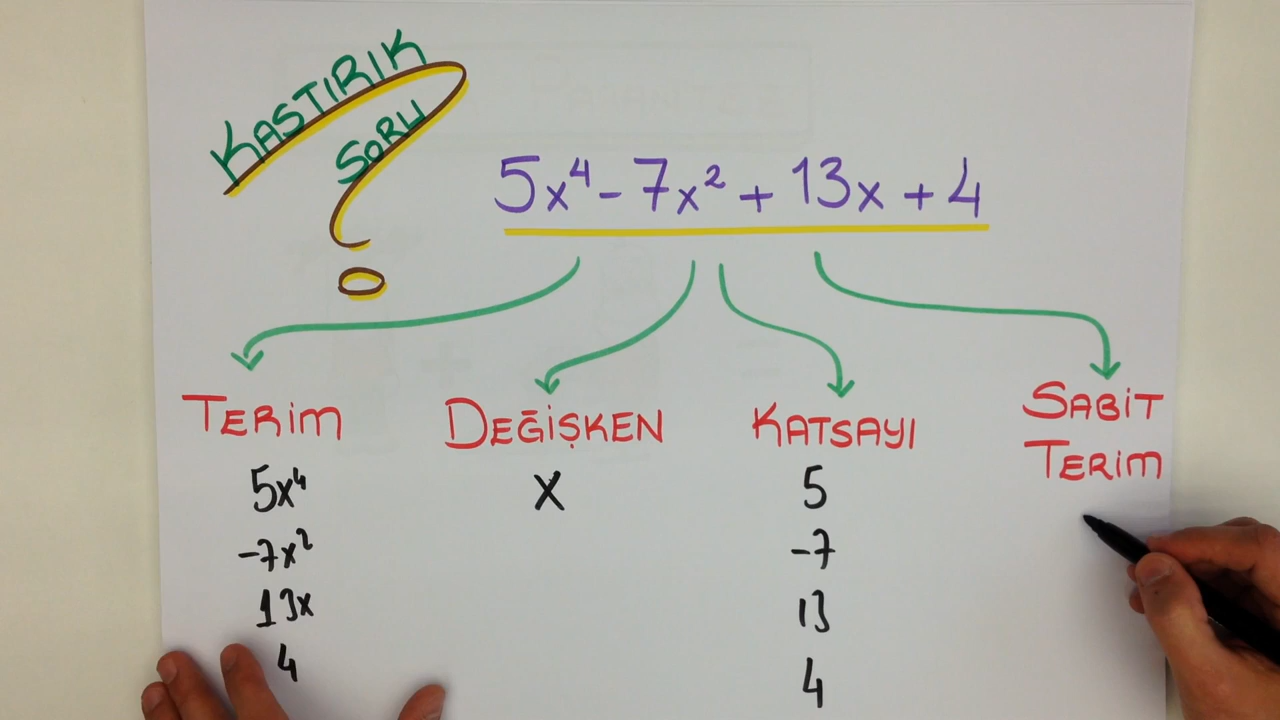 KASTIRIK
SORU
5x⁴ - 7x² + 13x + 4
TERİM
5x⁴
-7x²
13x
4
DEĞİŞKEN
x
KATSAYI
5
-7
13
4
SABİT
TERİM